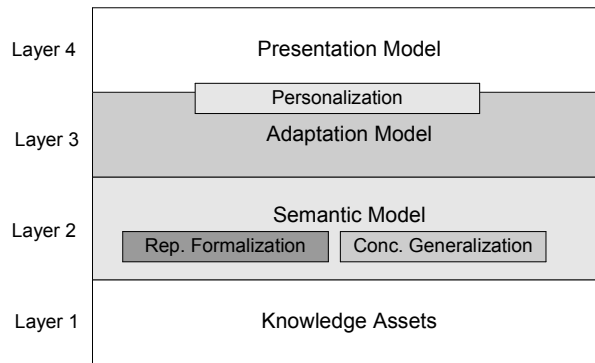 Layer 4
Presentation Model
Personalization
Layer 3
Adaptation Model
Semantic Model
Layer 2
Rep. Formalization
Conc. Generalization
Layer 1
Knowledge Assets